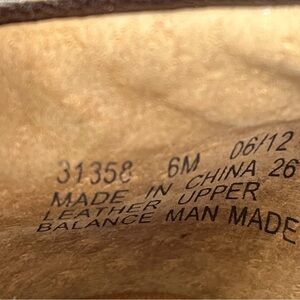 31358 6M 06/12
MADE IN CHINA 26
LEATHER UPPER
BALANCE MAN MADE